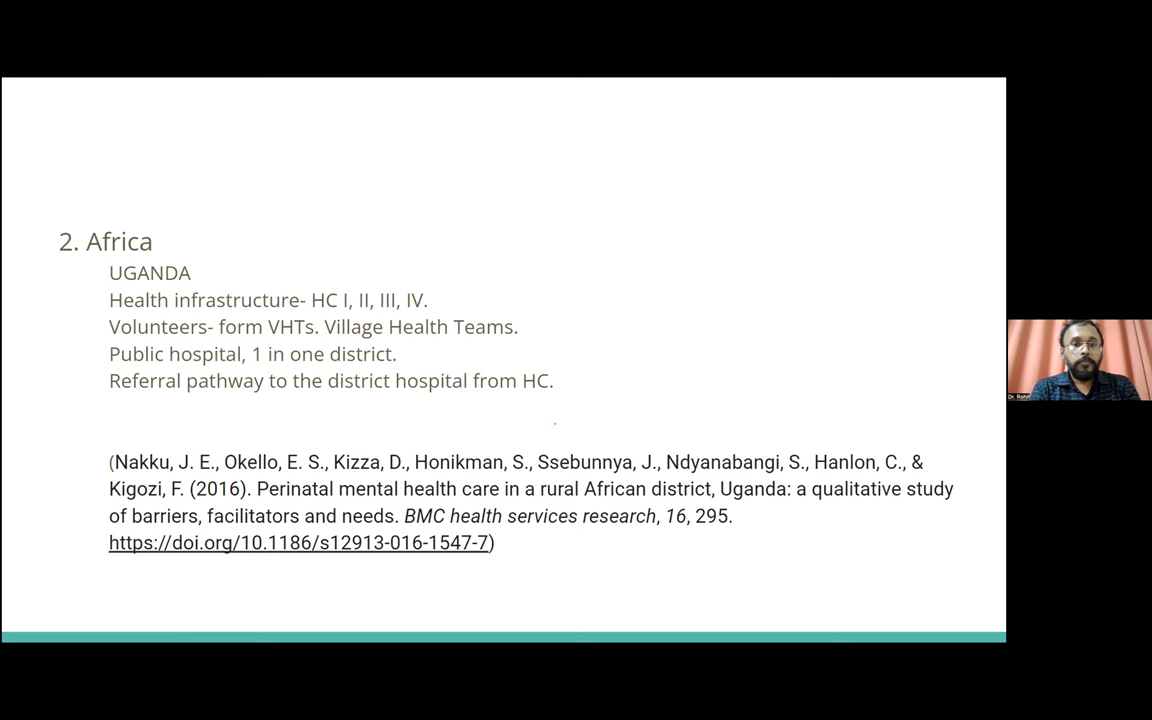 2. Africa
UGANDA
Health infrastructure- HC I, II, III, IV.
Volunteers- form VHTs. Village Health Teams.
Public hospital, 1 in one district.
Referral pathway to the district hospital from HC.
(Nakku, J. E., Okello, E. S., Kizza, D., Honikman, S., Ssebunnya, J., Ndyanabangi, S., Hanlon, C., &
Kigozi, F. (2016). Perinatal mental health care in a rural African district, Uganda: a qualitative study
of barriers, facilitators and needs. BMC health services research, 16, 295.
https://doi.org/10.1186/s12913-016-1547-7)
Dr. Rohit